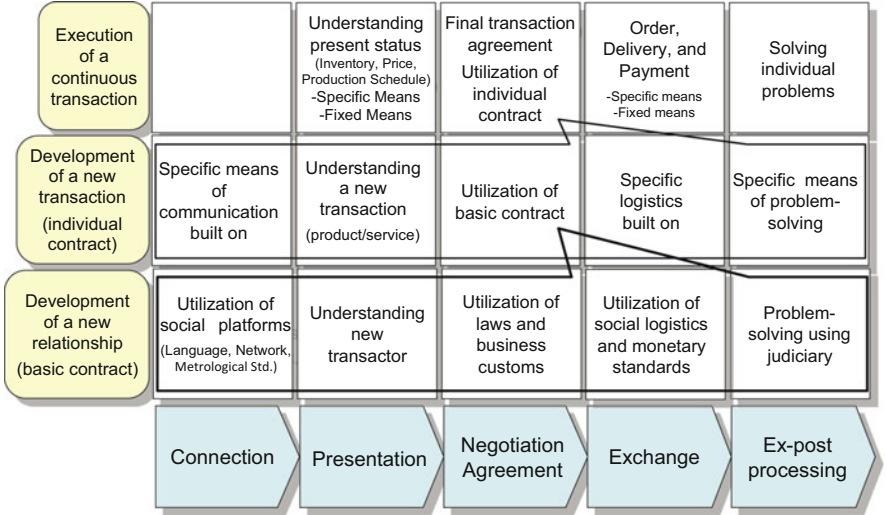 Execution
of a
continuous
transaction
Understanding
present status
(Inventory, Price,
Production Schedule)
-Specific Means
-Fixed Means
Final transaction
agreement
Utilization of
individual
contract
Order,
Delivery, and
Payment
-Specific means
-Fixed means
Solving
individual
problems
Development
of a new
transaction
(individual
contract)
Specific means
of
communication
built on
Understanding
a new
transaction
(product/service)
Utilization
of basic contract
Specific
logistics
built on
Specific means
of problem-
solving
Development
of a new
relationship
(basic contract)
Utilization of
social platforms
(Language, Network,
Metrological Std.)
Understanding
new
transactor
Utilization of
laws and
business
customs
Utilization of
social logistics
and monetary
standards
Problem-
solving using
judiciary
Connection
Presentation
Negotiation
Agreement
Exchange
Ex-post
processing